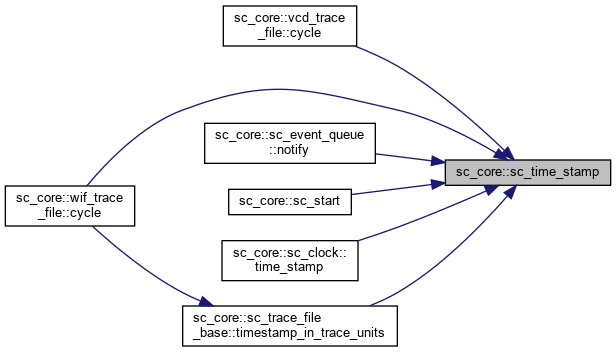 sc_core::vcd_trace
_file::cycle
sc_core::sc_event_queue
::notify
sc_core::sc_time_stamp
sc_core::wif_trace
_file::cycle
sc_core::sc_start
sc_core::sc_clock::
time_stamp
sc_core::sc_trace_file
_base::timestamp_in_trace_units